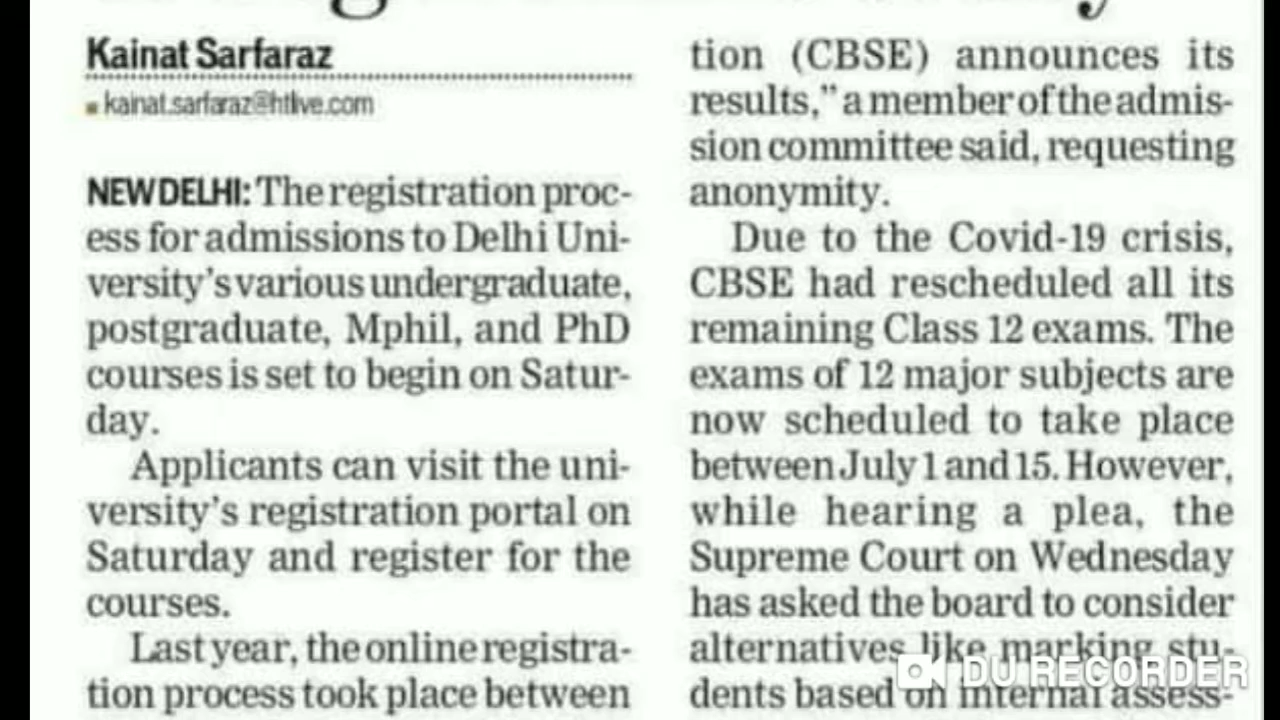 Kainat Sarfaraz
kainat.sarfaraz@htlive.com
NEW DELHI: The registration proc-
ess for admissions to Delhi Uni-
versity's various undergraduate,
postgraduate, Mphil, and PhD
courses is set to begin on Satur-
day.
Applicants can visit the uni-
versity's registration portal on
Saturday and register for the
courses.
Last year, the online registra-
tion process took place between
tion (CBSE) announces its
results," a member of the admis-
sion committee said, requesting
anonymity.
Due to the Covid-19 crisis,
CBSE had rescheduled all its
remaining Class 12 exams. The
exams of 12 major subjects are
now scheduled to take place
between July 1 and 15. However,
while hearing a plea, the
Supreme Court on Wednesday
has asked the board to consider
alternatives like marking stu-
dents based on internal assess-
DU RECORDER